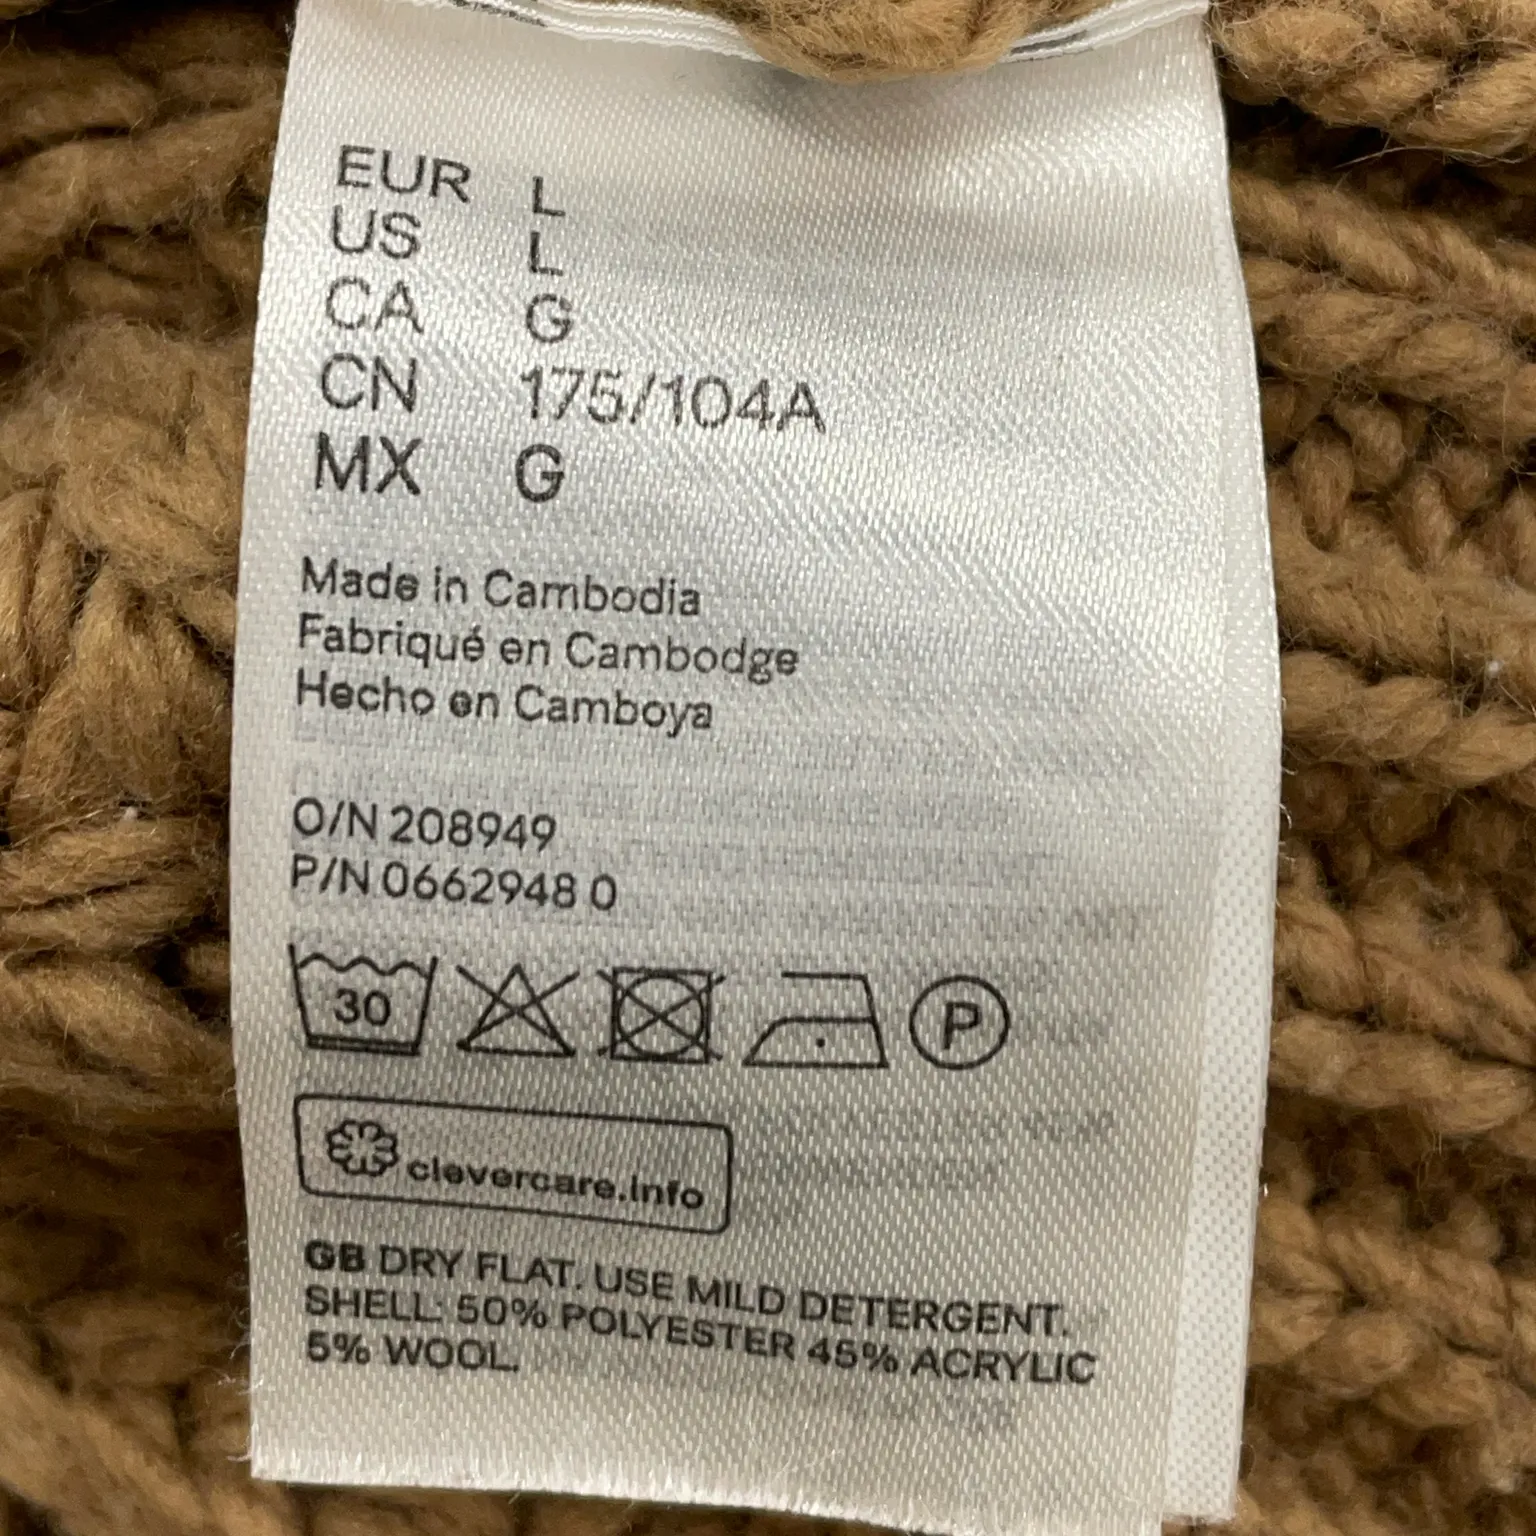 EUR L
US L
CA G
CN 175/104A
MX G
Made in Cambodia
Fabriqué en Cambodge
Hecho en Camboya
O/N 208949
P/N 0662948 0
30
P
clevercare.info
GB DRY FLAT. USE MILD DETERGENT.
SHELL: 50% POLYESTER 45% ACRYLIC
5% WOOL.